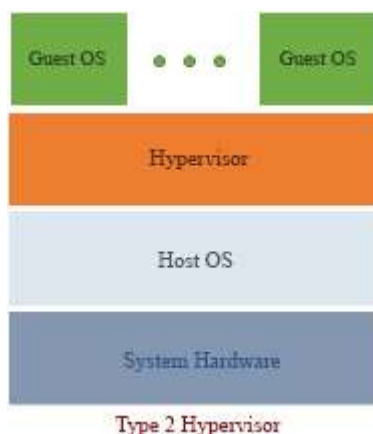 Guest OS
Guest OS
Hypervisor
Host OS
System Hardware
Type 2 Hypervisor